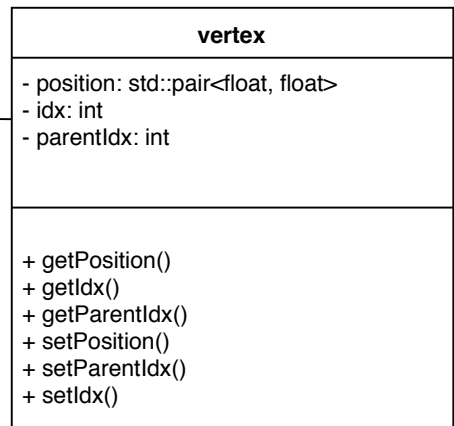 vertex
- position: std::pair<float, float>
- idx: int
- parentIdx: int
+ getPosition()
+ getIdx()
+ getParentIdx()
+ setPosition()
+ setParentIdx()
+ setIdx()